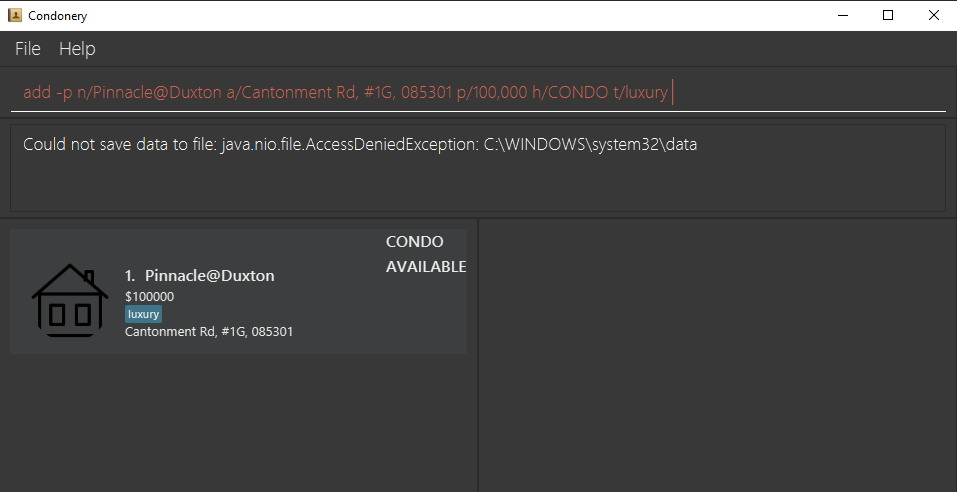 Condonery
File Help
add -p n/Pinnacle@Duxton a/Cantonment Rd, #1G, 085301 p/100,000 h/CONDO t/luxury
Could not save data to file: java.nio.file.AccessDeniedException: C:\WINDOWS\system32\data
CONDO
AVAILABLE
1. Pinnacle@Duxton
$100000
luxury
Cantonment Rd, #1G, 085301